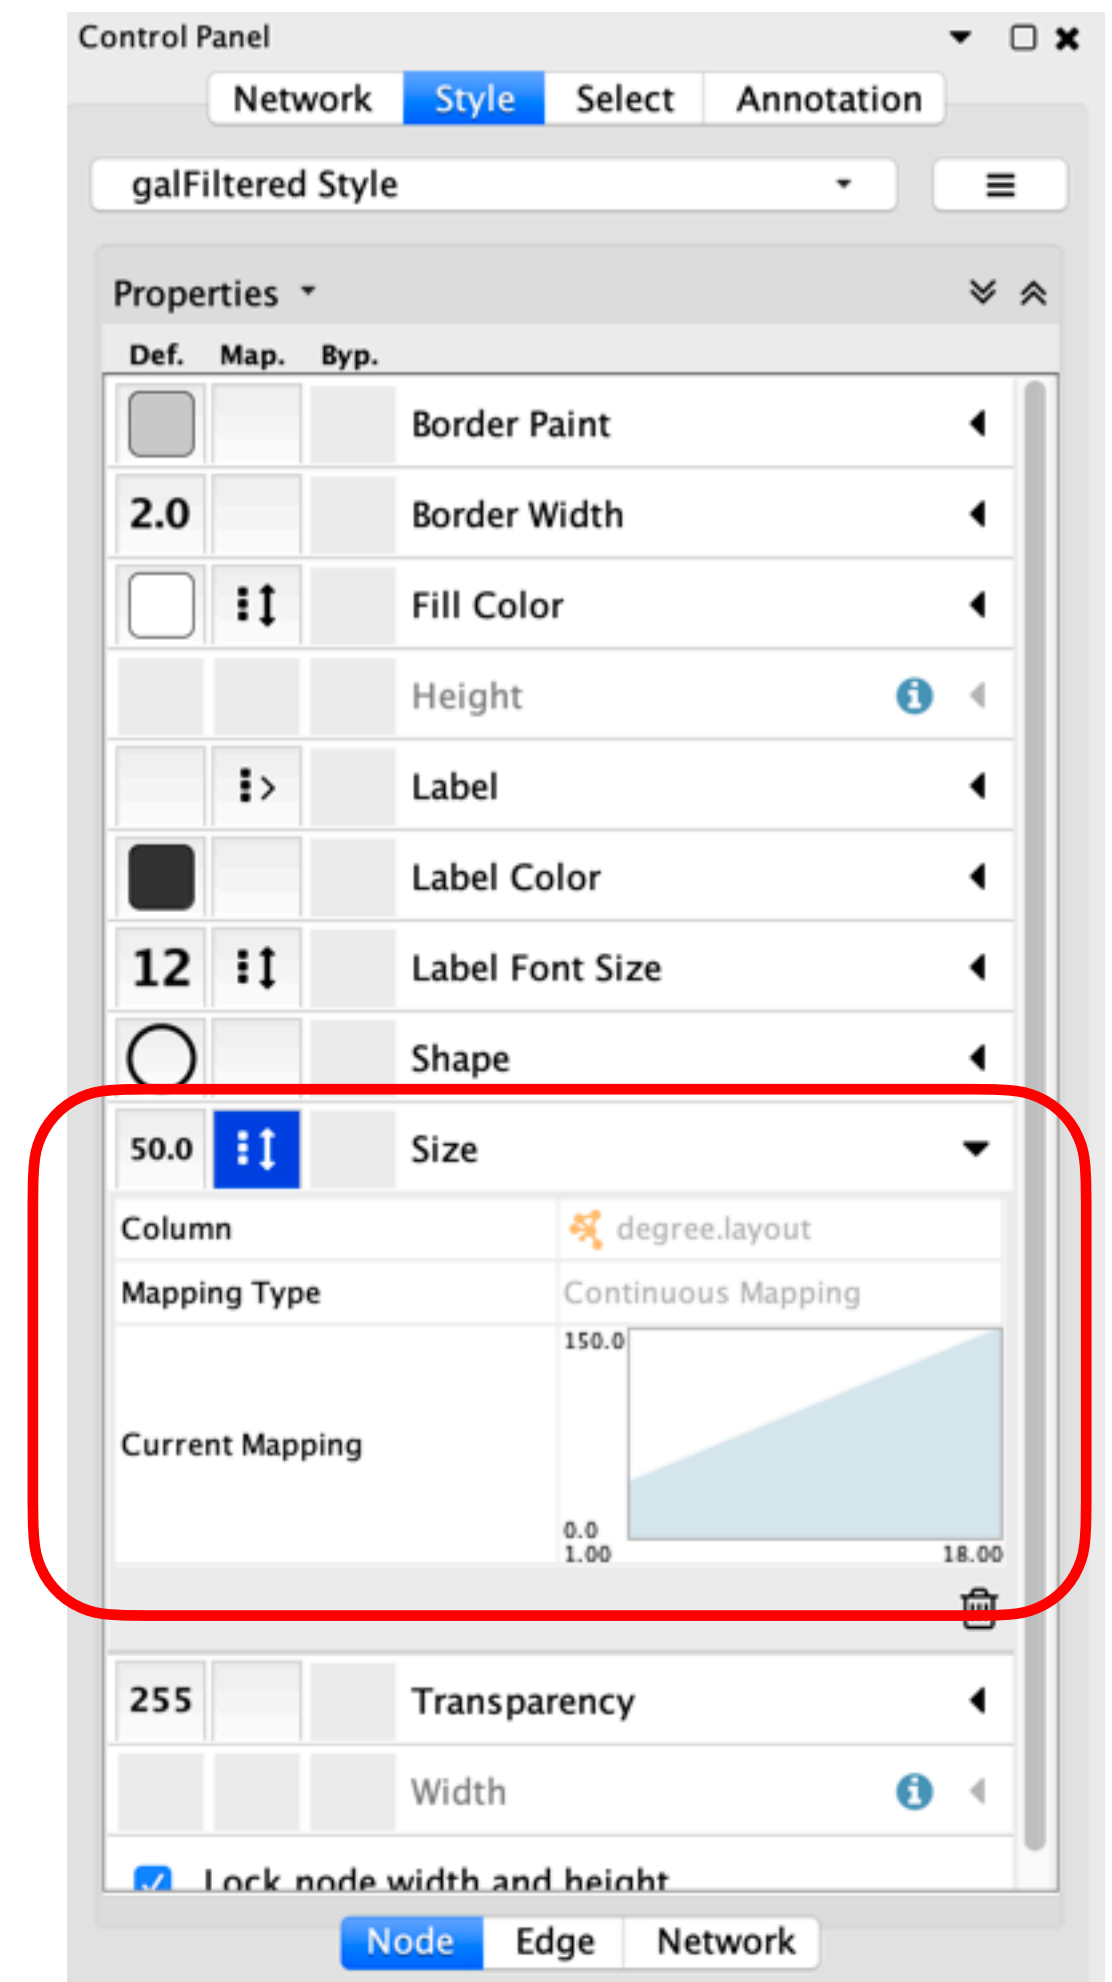 Control Panel
Network Style Select Annotation
galFiltered Style
Properties
Def. Map. Byp.
Border Paint
2.0 Border Width
Fill Color
Height
Label
Label Color
12 Label Font Size
Shape
50.0 Size
Column degree.layout
Mapping Type Continuous Mapping
150.0
Current Mapping
0.0
1.00 18.00
255 Transparency
Width
Lock node width and height
Node Edge Network